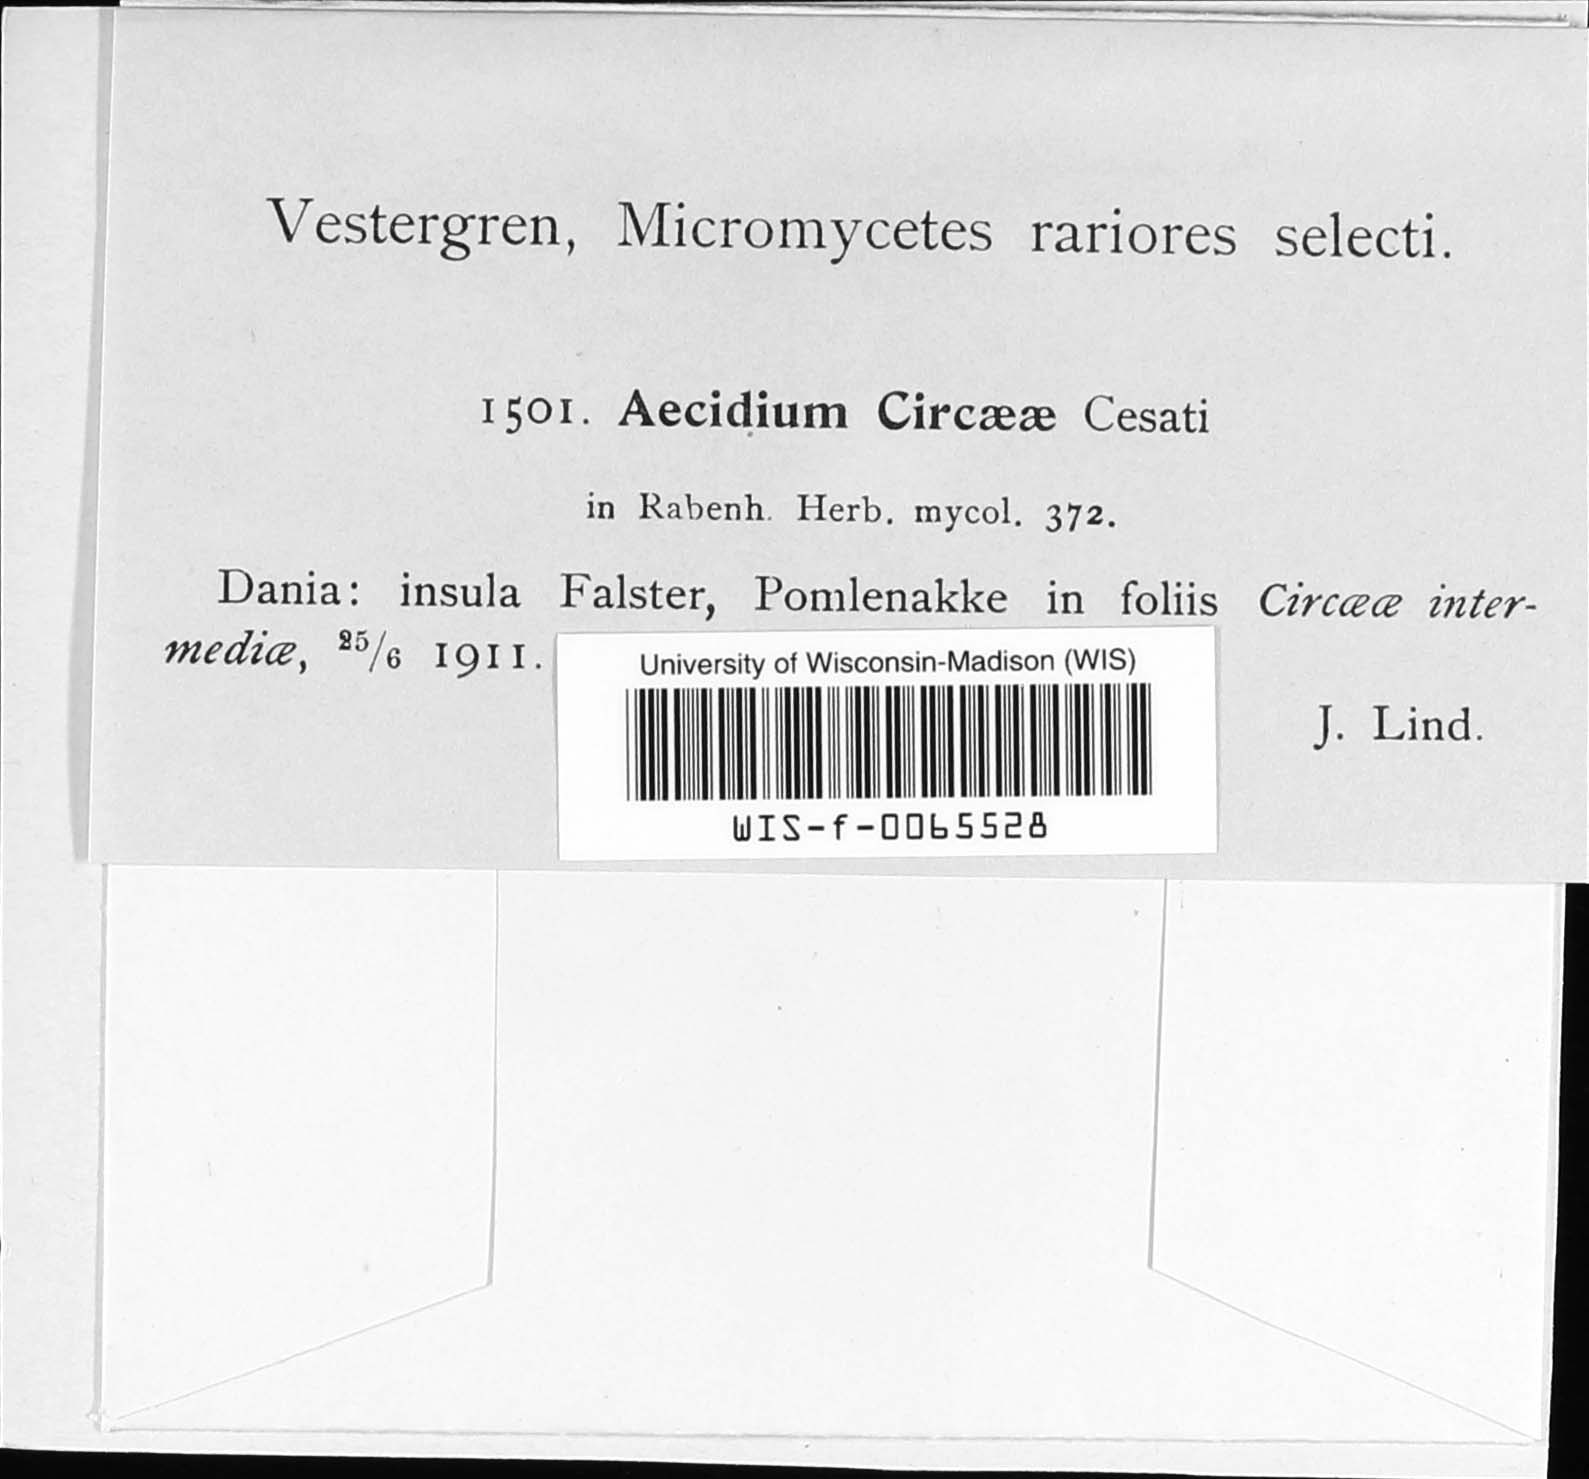 Vestergren, Micromycetes rariores selecti.
1501. Aecidium Circææ Cesati
in Rabenh. Herb. mycol. 372.
Dania: insula Falster, Pomlenakke in foliis Circææ inter-
mediæ, 25/6 1911.
University of Wisconsin-Madison (WIS)
J. Lind.
WIS-f-0065528